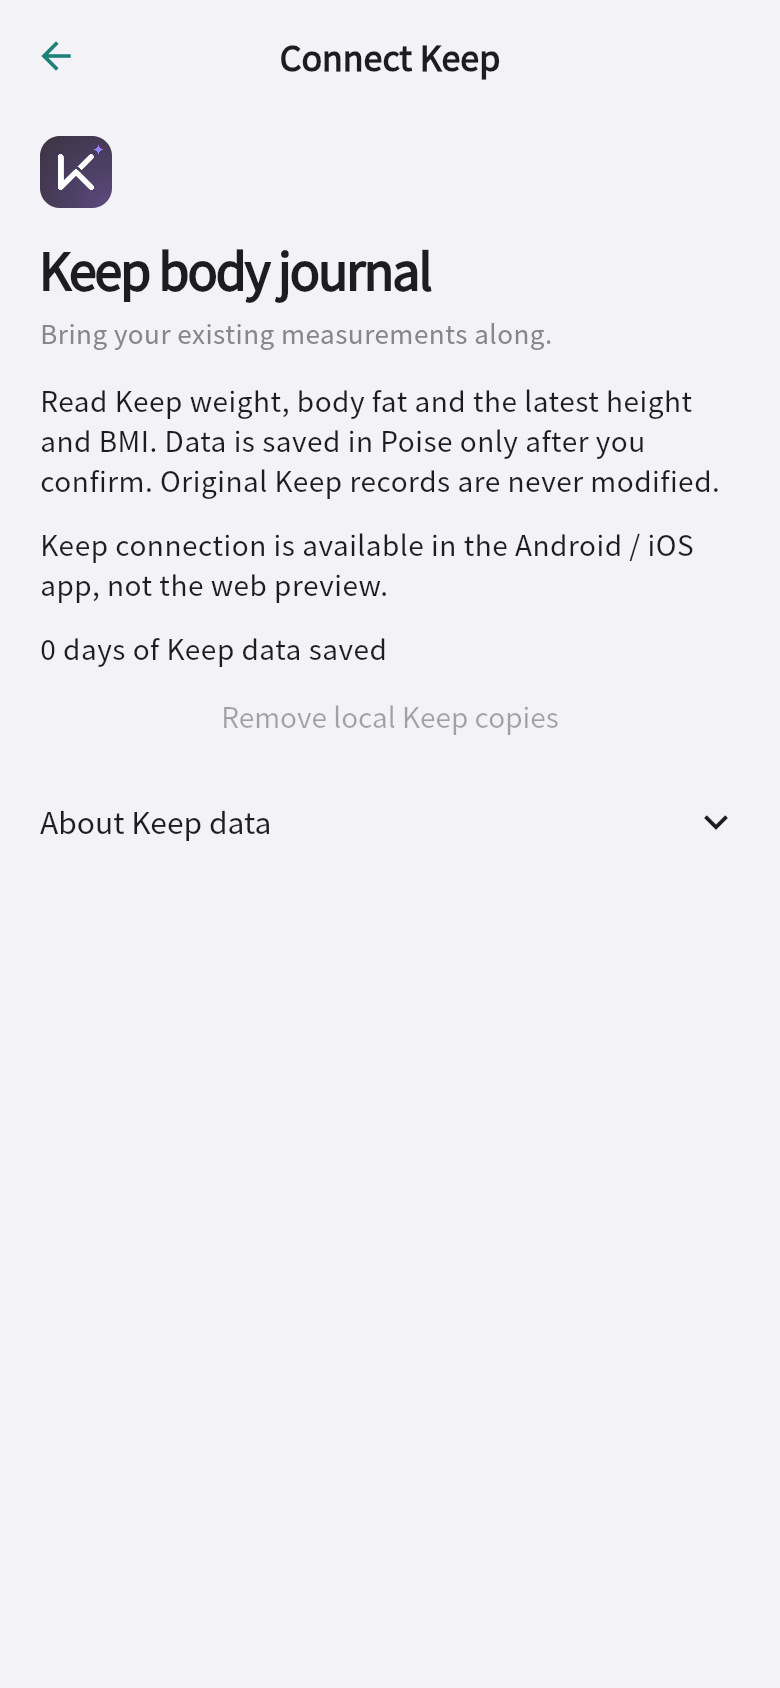 Connect Keep
Keep body journal
Bring your existing measurements along.
Read Keep weight, body fat and the latest height
and BMI. Data is saved in Poise only after you
confirm. Original Keep records are never modified.
Keep connection is available in the Android / iOS
app, not the web preview.
0 days of Keep data saved
Remove local Keep copies
About Keep data